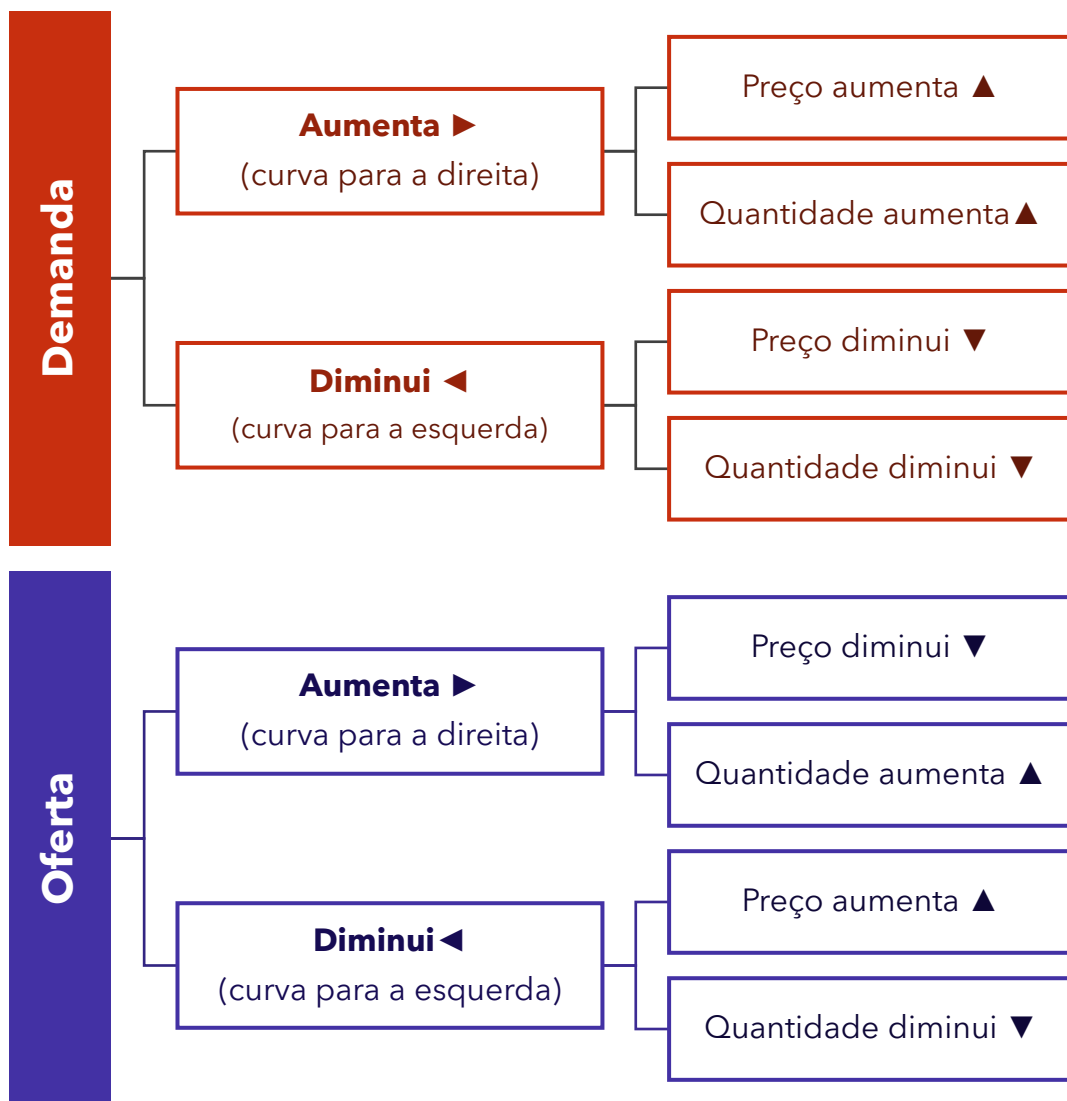 Demanda
Aumenta ►
(curva para a direita)
Preço aumenta ▲
Quantidade aumenta▲
Diminui ◄
(curva para a esquerda)
Preço diminui ▼
Quantidade diminui ▼
Oferta
Aumenta ►
(curva para a direita)
Preço diminui ▼
Quantidade aumenta ▲
Diminui◄
(curva para a esquerda)
Preço aumenta ▲
Quantidade diminui ▼